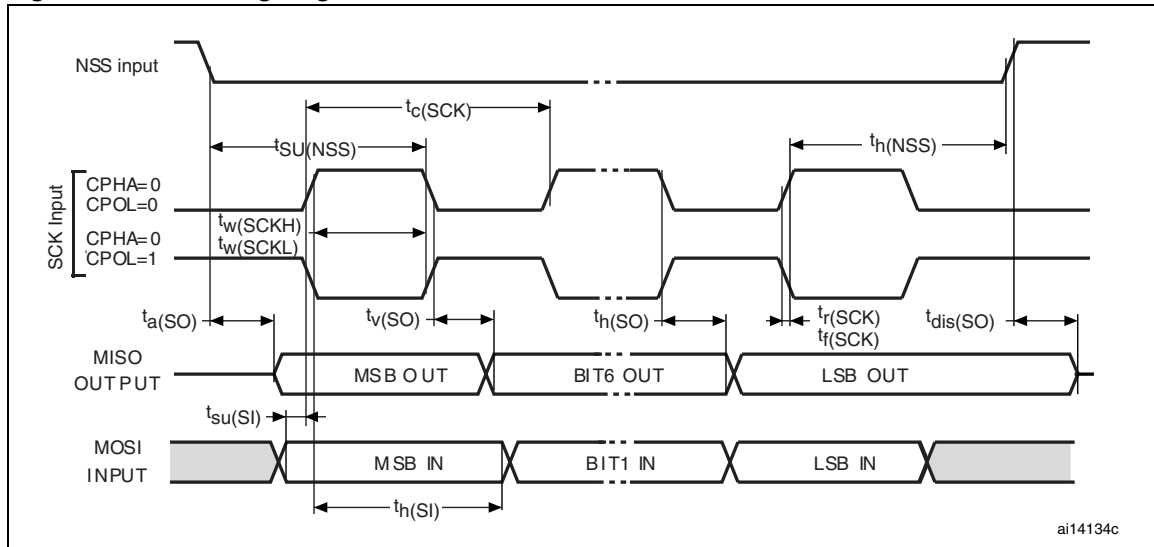 NSS input
tc(SCK)
tSU(NSS)
th(NSS)
SCK Input
CPHA=0
CPOL=0
tw(SCKH)
tw(SCKL)
CPHA=0
CPOL=1
ta(SO)
tv(SO)
th(SO)
tr(SCK)
tf(SCK)
tdis(SO)
MISO
OUTPUT
MSB OUT
BIT6 OUT
LSB OUT
tsu(SI)
MOSI
INPUT
MSB IN
BIT1 IN
LSB IN
th(SI)
ai14134c